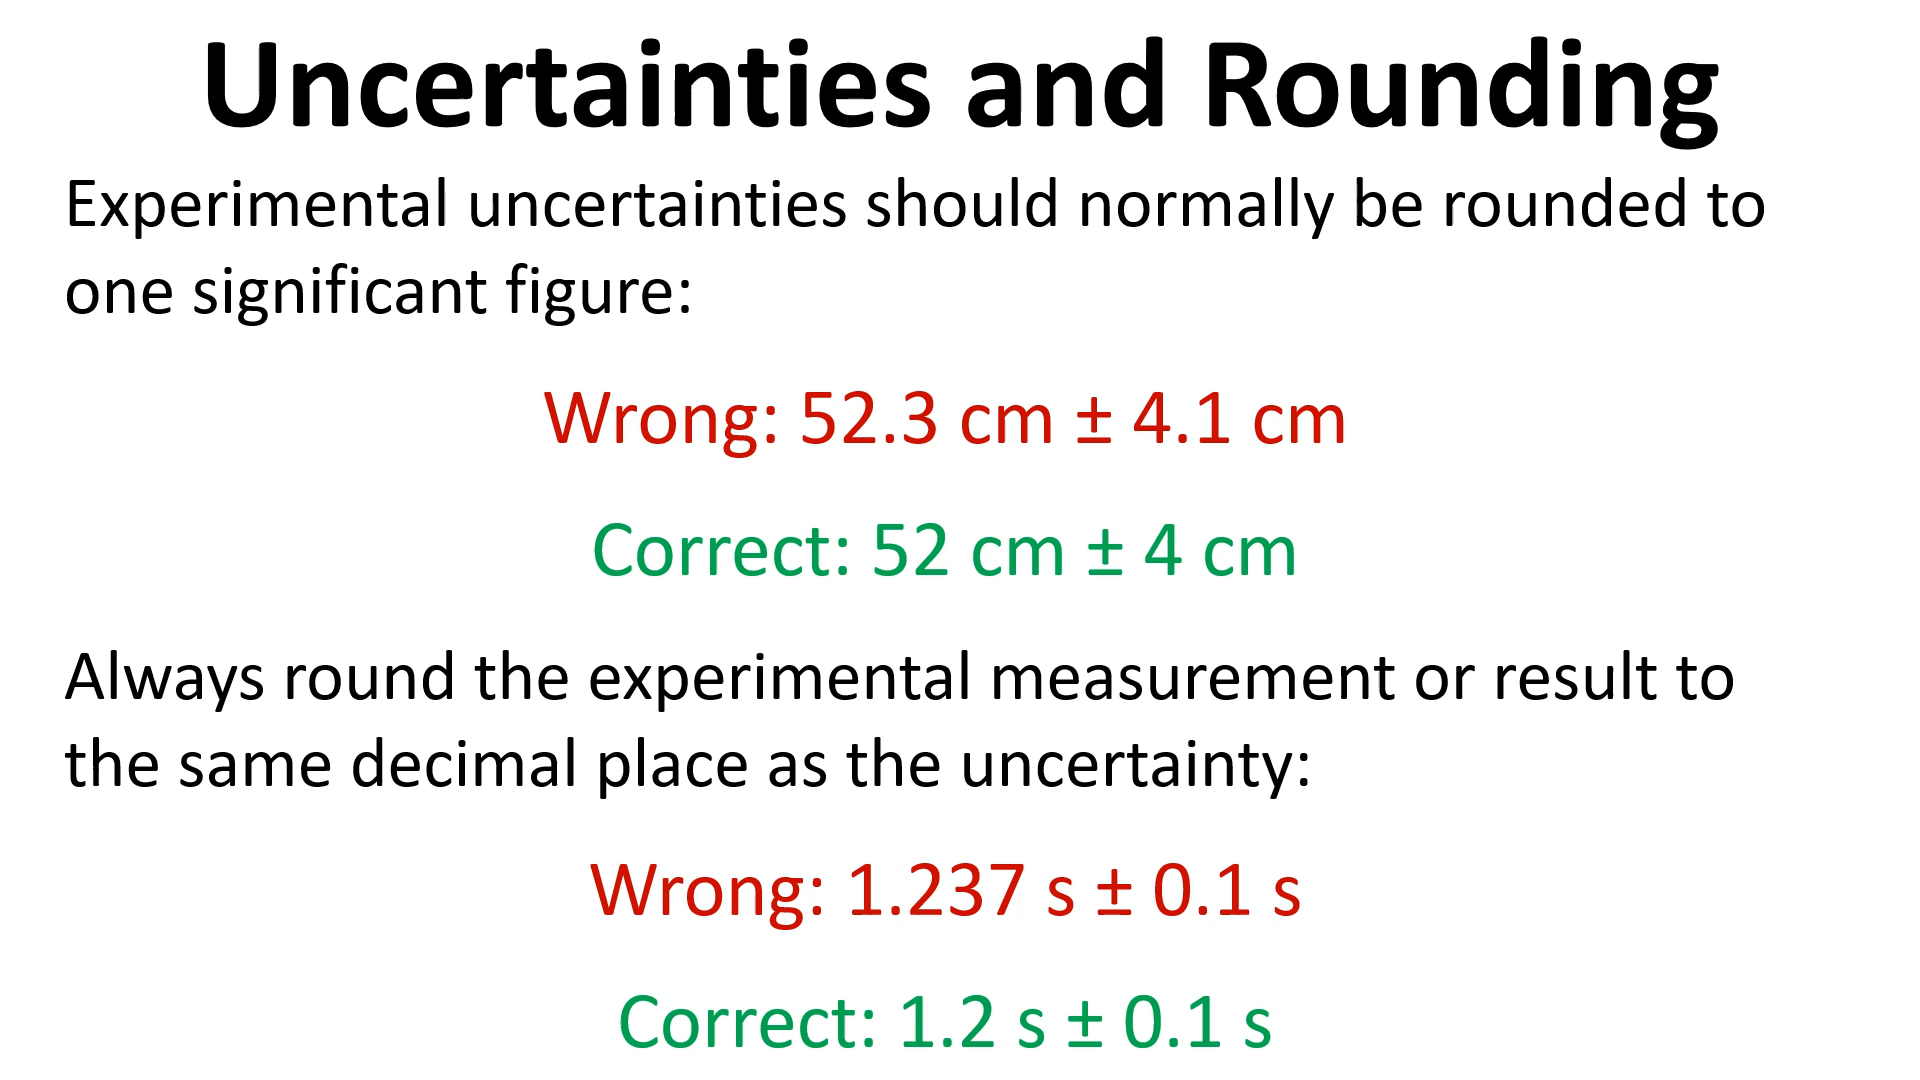 Uncertainties and Rounding
Experimental uncertainties should normally be rounded to
one significant figure:
Wrong: 52.3 cm ± 4.1 cm
Correct: 52 cm ± 4 cm
Always round the experimental measurement or result to
the same decimal place as the uncertainty:
Wrong: 1.237 s ± 0.1 s
Correct: 1.2 s ± 0.1 s